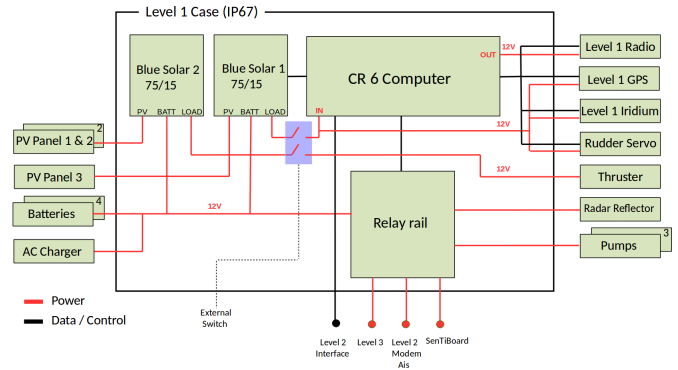 Level 1 Case (IP67)
Blue Solar 2
75/15
PV BATT LOAD
Blue Solar 1
75/15
PV BATT LOAD
CR 6 Computer
OUT
IN
12V
Level 1 Radio
Level 1 GPS
Level 1 Iridium
12V
Rudder Servo
12V
Thruster
Radar Reflector
3
Pumps
2
PV Panel 1 & 2
PV Panel 3
4
Batteries
12V
AC Charger
Relay rail
Power
Data / Control
External
Switch
Level 2
Interface
Level 3
Level 2
Modem
Ais
SenTiBoard